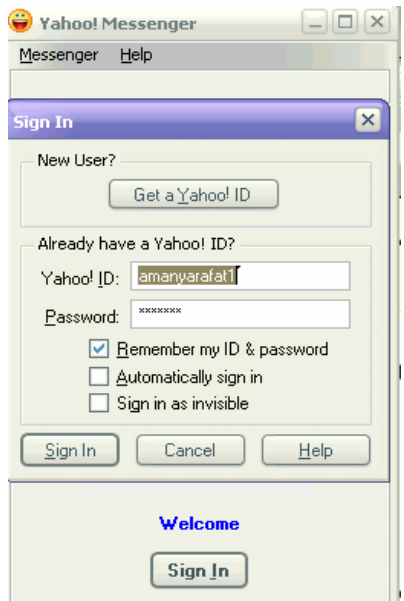 Yahoo! Messenger
Messenger Help
Sign In
New User?
Get a Yahoo! ID
Already have a Yahoo! ID?
Yahoo! ID: amanyarafat1
Password: *******
Remember my ID & password
Automatically sign in
Sign in as invisible
Sign In Cancel Help
Welcome
Sign In